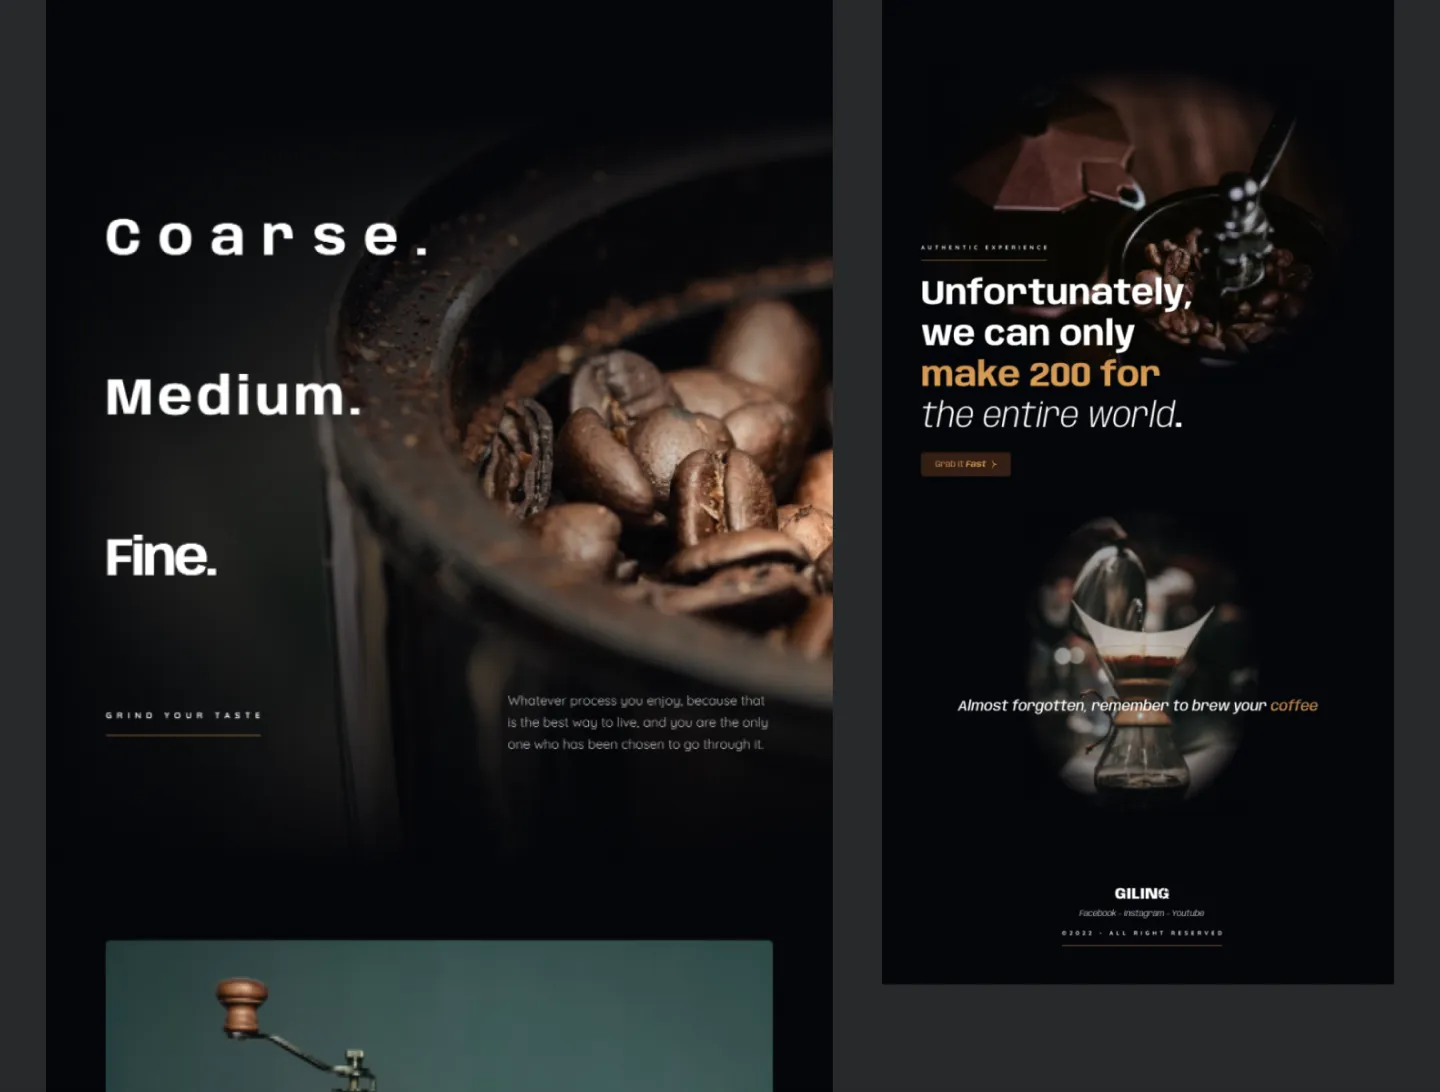 Coarse.
Medium.
Fine.
GRIND YOUR TASTE
Whatever process you enjoy, because that
is the best way to live, and you are the only
one who has been chosen to go through it.
AUTHENTIC EXPERIENCE
Unfortunately,
we can only
make 200 for
the entire world.
Grab it Fast
Almost forgotten, remember to brew your coffee
GILING
Facebook - Instagram - Youtube
©2022 - ALL RIGHT RESERVED